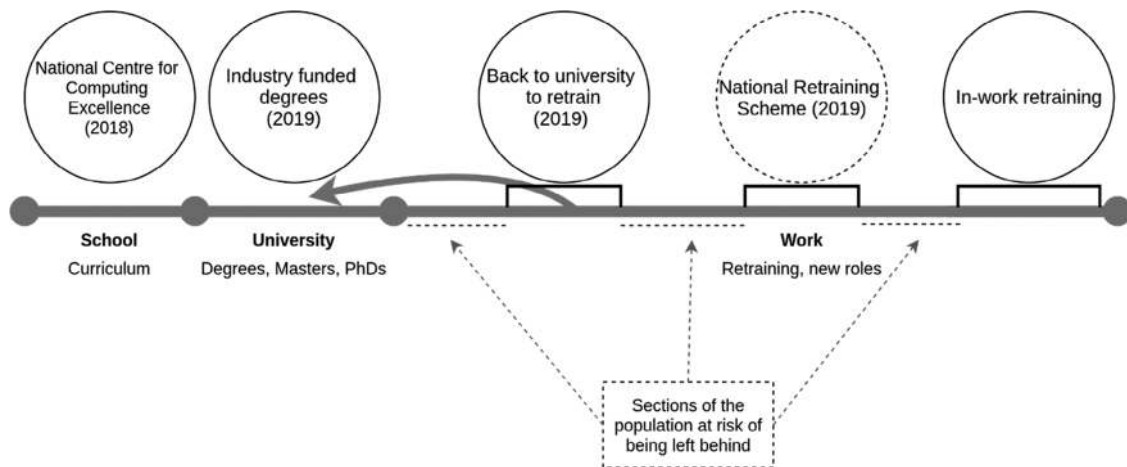 National Centre for
Computing
Excellence
(2018)
Industry funded
degrees
(2019)
Back to university
to retrain
(2019)
National Retraining
Scheme (2019)
In-work retraining
School
Curriculum
University
Degrees, Masters, PhDs
Work
Retraining, new roles
Sections of the
population at risk of
being left behind